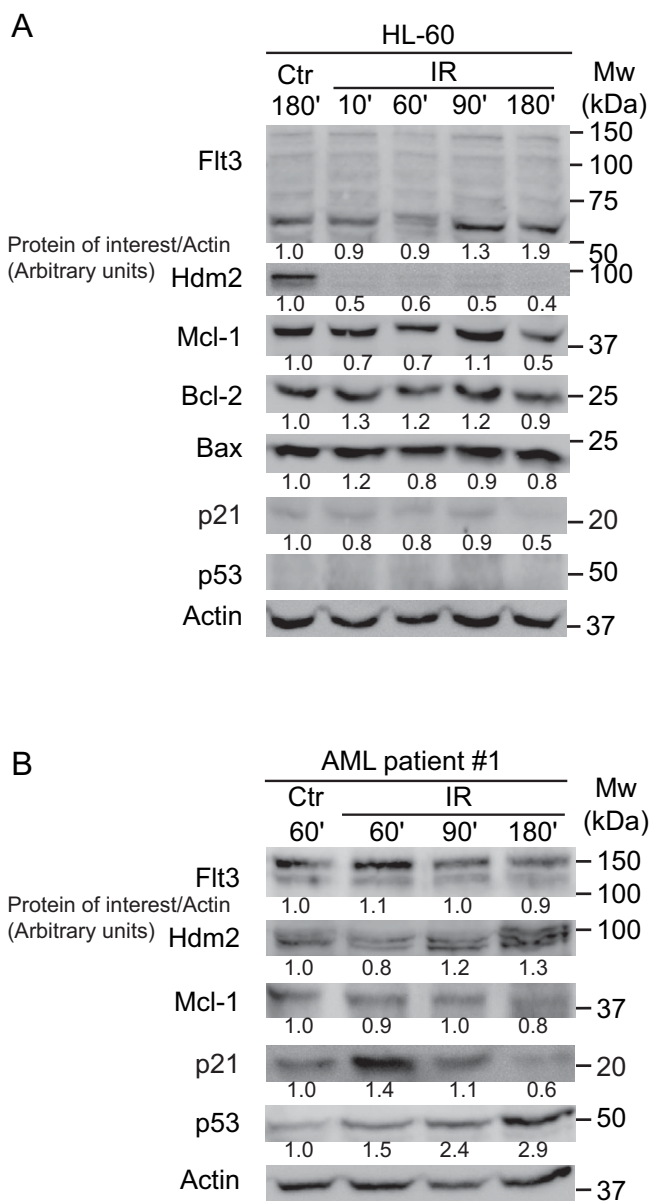 A
HL-60
Ctr IR Mw
180' 10' 60' 90' 180' (kDa)
150
Flt3 100
75
Protein of interest/Actin
(Arbitrary units)
1.0 0.9 0.9 1.3 1.9 50
Hdm2 100
1.0 0.5 0.6 0.5 0.4
Mcl-1 37
1.0 0.7 0.7 1.1 0.5
Bcl-2 25
1.0 1.3 1.2 1.2 0.9
Bax 25
1.0 1.2 0.8 0.9 0.8
p21 20
1.0 0.8 0.8 0.9 0.5
p53 50
Actin 37
B
AML patient #1
Ctr IR Mw
60' 60' 90' 180' (kDa)
150
Flt3 100
Protein of interest/Actin
(Arbitrary units)
1.0 1.1 1.0 0.9
Hdm2 100
1.0 0.8 1.2 1.3
Mcl-1 37
1.0 0.9 1.0 0.8
p21 20
1.0 1.4 1.1 0.6
p53 50
1.0 1.5 2.4 2.9
Actin 37